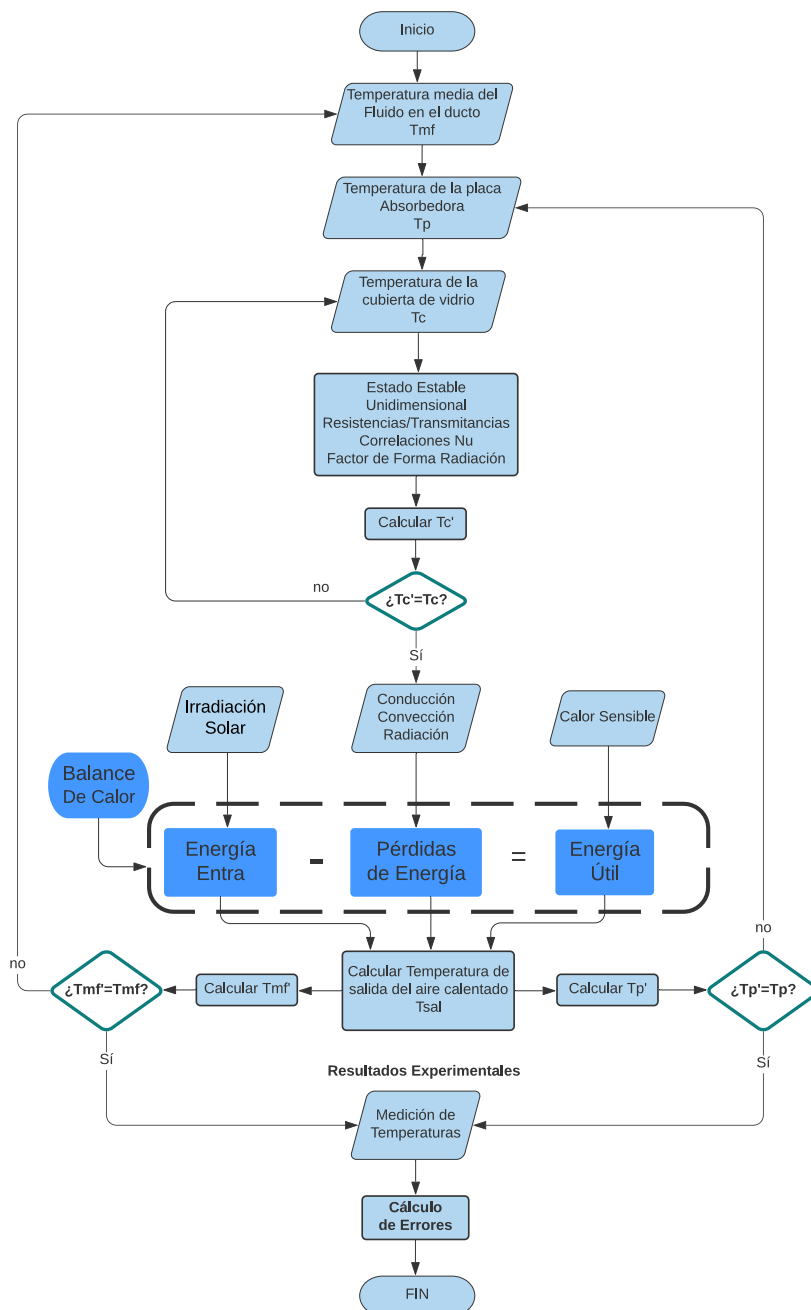 Inicio
Temperatura media del
Fluido en el ducto
Tmf
Temperatura de la placa
Absorbedora
Tp
Temperatura de la
cubierta de vidrio
Tc
Estado Estable
Unidimensional
Resistencias/Transmitancias
Correlaciones Nu
Factor de Forma Radiación
Calcular Tc'
no
¿Tc'=Tc?
Sí
Irradiación
Solar
Conducción
Convección
Radiación
Calor Sensible
Balance
De Calor
Energía
Entra
-
Pérdidas
de Energía
=
Energía
Útil
no
no
¿Tmf'=Tmf?
Calcular Tmf'
Calcular Temperatura de
salida del aire calentado
Tsal
Calcular Tp'
¿Tp'=Tp?
Sí
Sí
Resultados Experimentales
Medición de
Temperaturas
Cálculo
de Errores
FIN